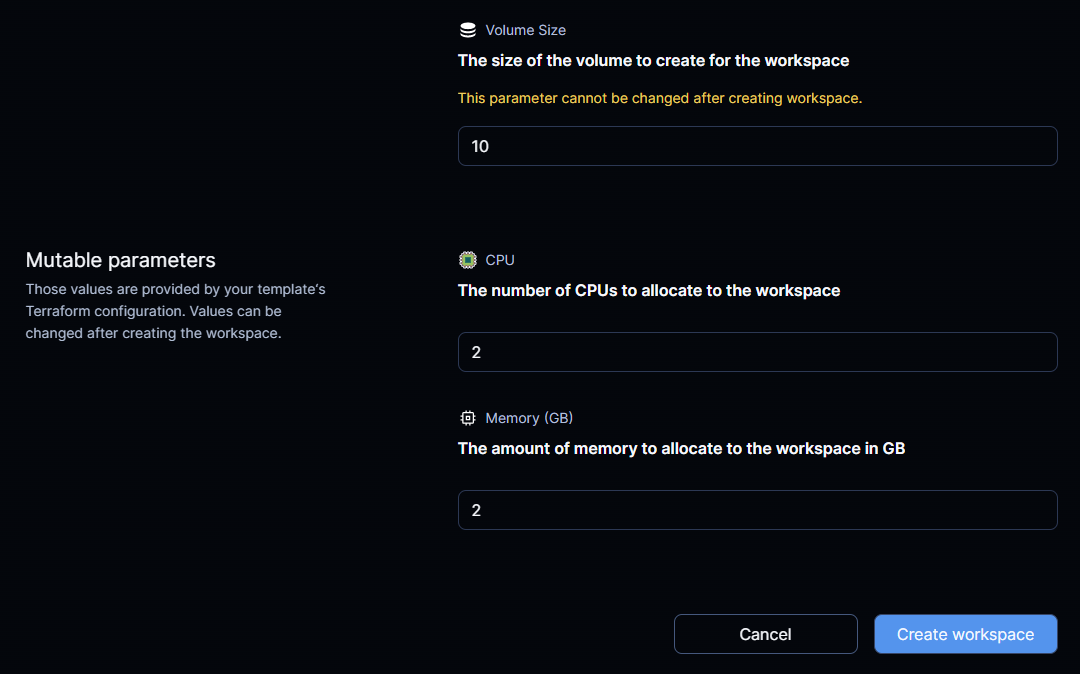 Volume Size
The size of the volume to create for the workspace
This parameter cannot be changed after creating workspace.
10
Mutable parameters
Those values are provided by your template‘s
Terraform configuration. Values can be
changed after creating the workspace.
CPU
The number of CPUs to allocate to the workspace
2
Memory (GB)
The amount of memory to allocate to the workspace in GB
2
Cancel
Create workspace